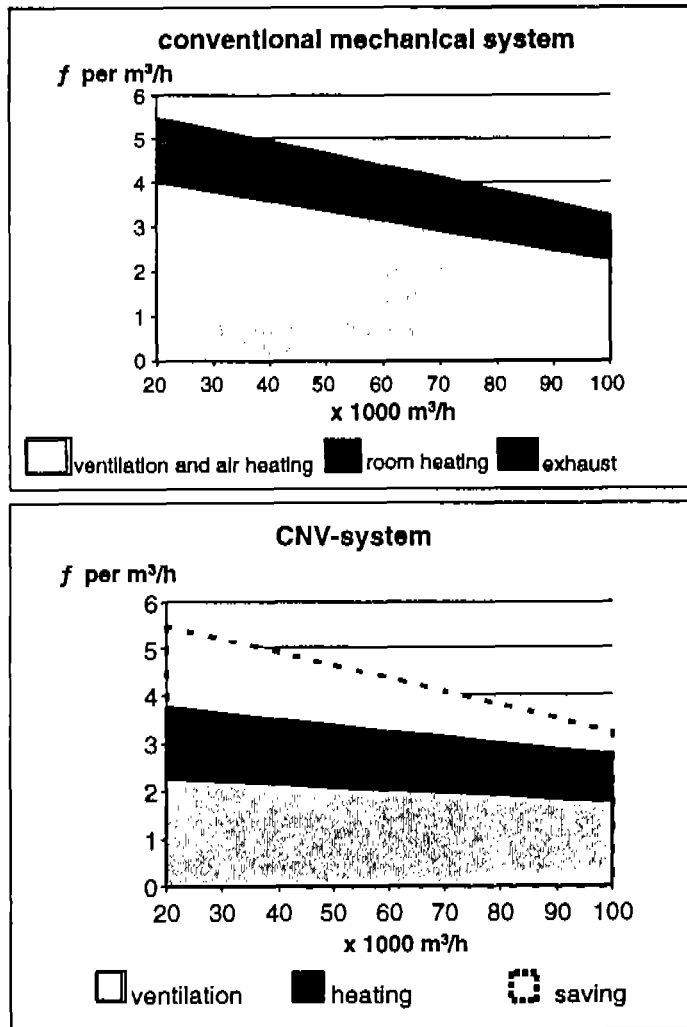 conventional mechanical system
ƒ per m³/h
6
5
4
3
2
1
0
20 30 40 50 60 70 80 90 100
x 1000 m³/h
ventilation and air heating room heating exhaust
CNV-system
ƒ per m³/h
6
5
4
3
2
1
0
20 30 40 50 60 70 80 90 100
x 1000 m³/h
ventilation heating saving